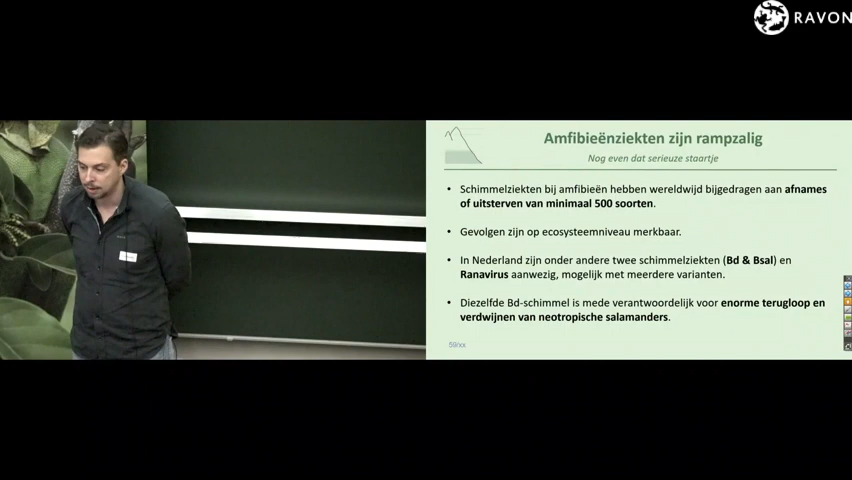 RAVON
Amfibieënziekten zijn rampzalig
Nog even dat serieuze staartje
• Schimmelziekten bij amfibieën hebben wereldwijd bijgedragen aan afnames
of uitsterven van minimaal 500 soorten.
• Gevolgen zijn op ecosysteemniveau merkbaar.
• In Nederland zijn onder andere twee schimmelziekten (Bd & Bsal) en
Ranavirus aanwezig, mogelijk met meerdere varianten.
• Diezelfde Bd-schimmel is mede verantwoordelijk voor enorme terugloop en
verdwijnen van neotropische salamanders.
59/xx